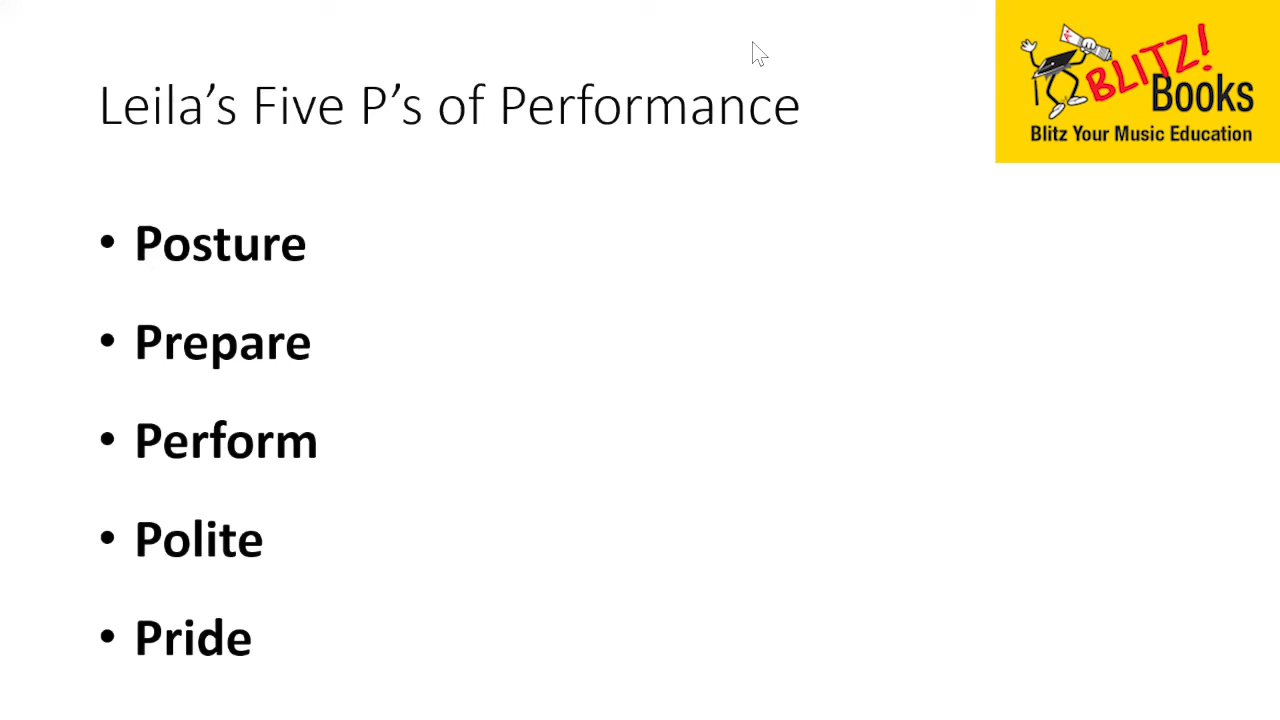 Leila’s Five P’s of Performance
A+
BLITZ!
Books
Blitz Your Music Education
• Posture
• Prepare
• Perform
• Polite
• Pride